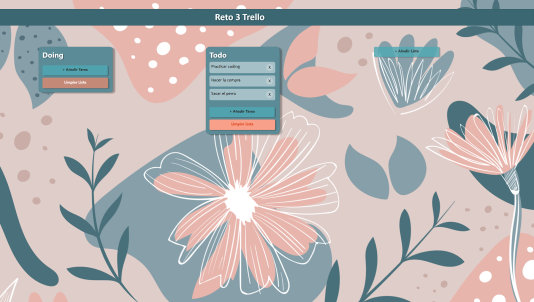 Reto 3 Trello
Doing
+ Añadir Tarea
Limpiar Lista
Todo
Practicar coding x
Hacer la compra x
Sacar el perro x
+ Añadir Tarea
Limpiar Lista
+ Añadir Lista